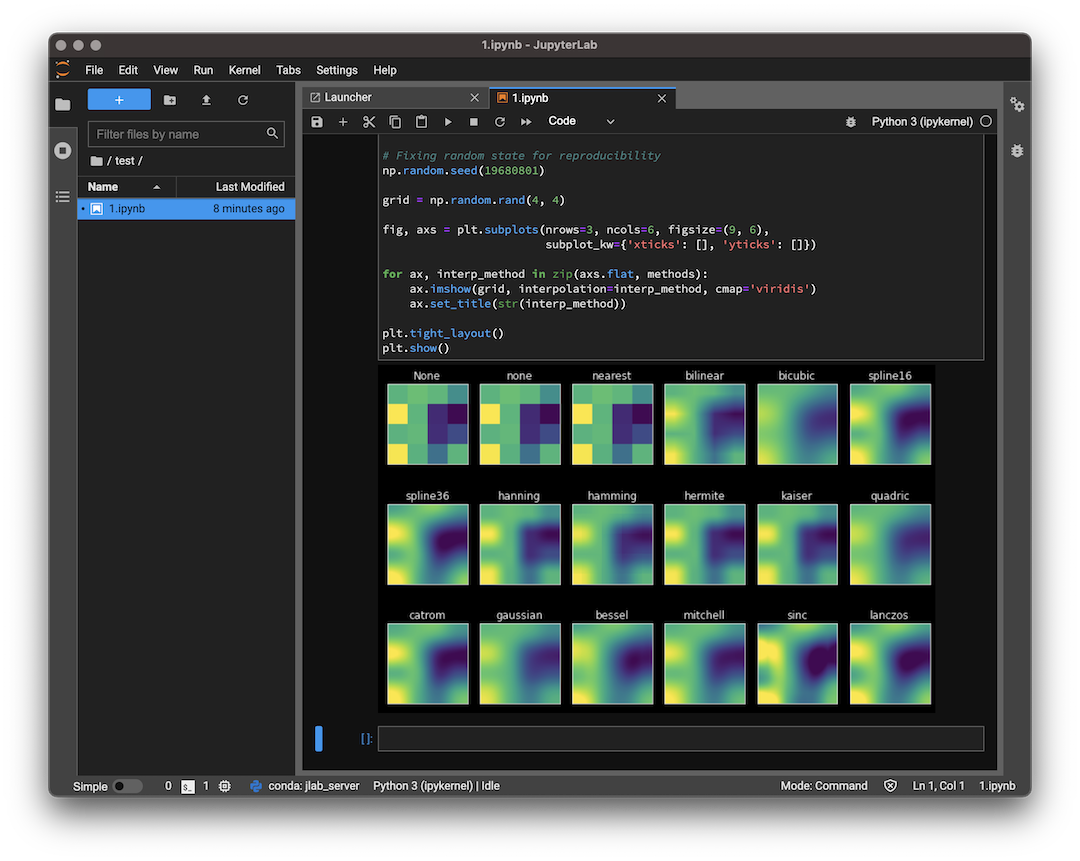 1.ipynb - JupyterLab
File Edit View Run Kernel Tabs Settings Help
Launcher
1.ipynb
Filter files by name
/ test /
Name Last Modified
1.ipynb 8 minutes ago
Code
Python 3 (ipykernel)
# Fixing random state for reproducibility
np.random.seed(19680801)
grid = np.random.rand(4, 4)
fig, axs = plt.subplots(nrows=3, ncols=6, figsize=(9, 6),
subplot_kw={'xticks': [], 'yticks': []})
for ax, interp_method in zip(axs.flat, methods):
ax.imshow(grid, interpolation=interp_method, cmap='viridis')
ax.set_title(str(interp_method))
plt.tight_layout()
plt.show()
None none nearest bilinear bicubic spline16
spline36 hanning hamming hermite kaiser quadric
catrom gaussian bessel mitchell sinc lanczos
[]:
Simple 0 1 conda: jlab_server Python 3 (ipykernel) | Idle Mode: Command Ln 1, Col 1 1.ipynb